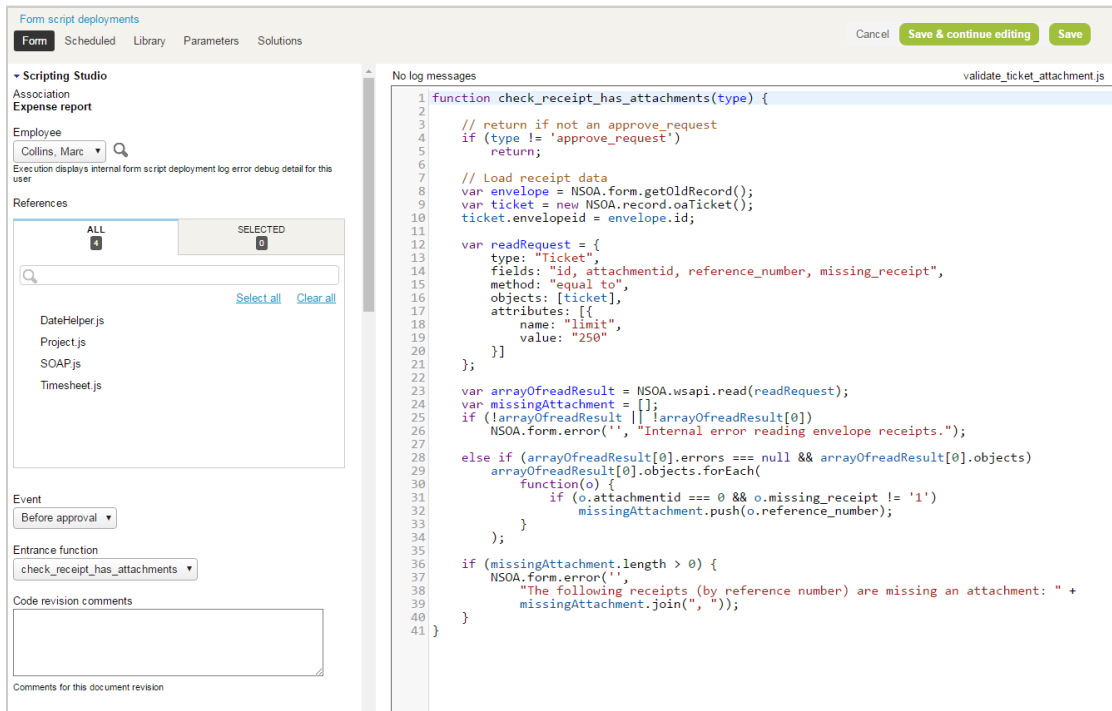 Form script deployments
Form Scheduled Library Parameters Solutions
Cancel Save & continue editing Save
Scripting Studio
Association
Expense report
Employee
Collins, Marc
Execution displays internal form script deployment log error debug detail for this
user
References
ALL SELECTED
4 0
Select all Clear all
DateHelper.js
Project.js
SOAP.js
Timesheet.js
Event
Before approval
Entrance function
check_receipt_has_attachments
Code revision comments
Comments for this document revision
No log messages validate_ticket_attachment.js
1 function check_receipt_has_attachments(type) {
2
3 // return if not an approve_request
4 if (type != 'approve_request')
5 return;
6
7 // Load receipt data
8 var envelope = NSOA.form.getOldRecord();
9 var ticket = new NSOA.record.oaTicket();
10 ticket.envelopeid = envelope.id;
11
12 var readRequest = {
13 type: "Ticket",
14 fields: "id, attachmentid, reference_number, missing_receipt",
15 method: "equal to",
16 objects: [ticket],
17 attributes: [{
18 name: "limit",
19 value: "250"
20 }]
21 };
22
23 var arrayOfreadResult = NSOA.wsapi.read(readRequest);
24 var missingAttachment = [];
25 if (!arrayOfreadResult || !arrayOfreadResult[0])
26 NSOA.form.error('', "Internal error reading envelope receipts.");
27
28 else if (arrayOfreadResult[0].errors === null && arrayOfreadResult[0].objects)
29 arrayOfreadResult[0].objects.forEach(
30 function(o) {
31 if (o.attachmentid === 0 && o.missing_receipt != '1')
32 missingAttachment.push(o.reference_number);
33 }
34 );
35
36 if (missingAttachment.length > 0) {
37 NSOA.form.error('',
38 "The following receipts (by reference number) are missing an attachment: " +
39 missingAttachment.join(", "));
40 }
41 }